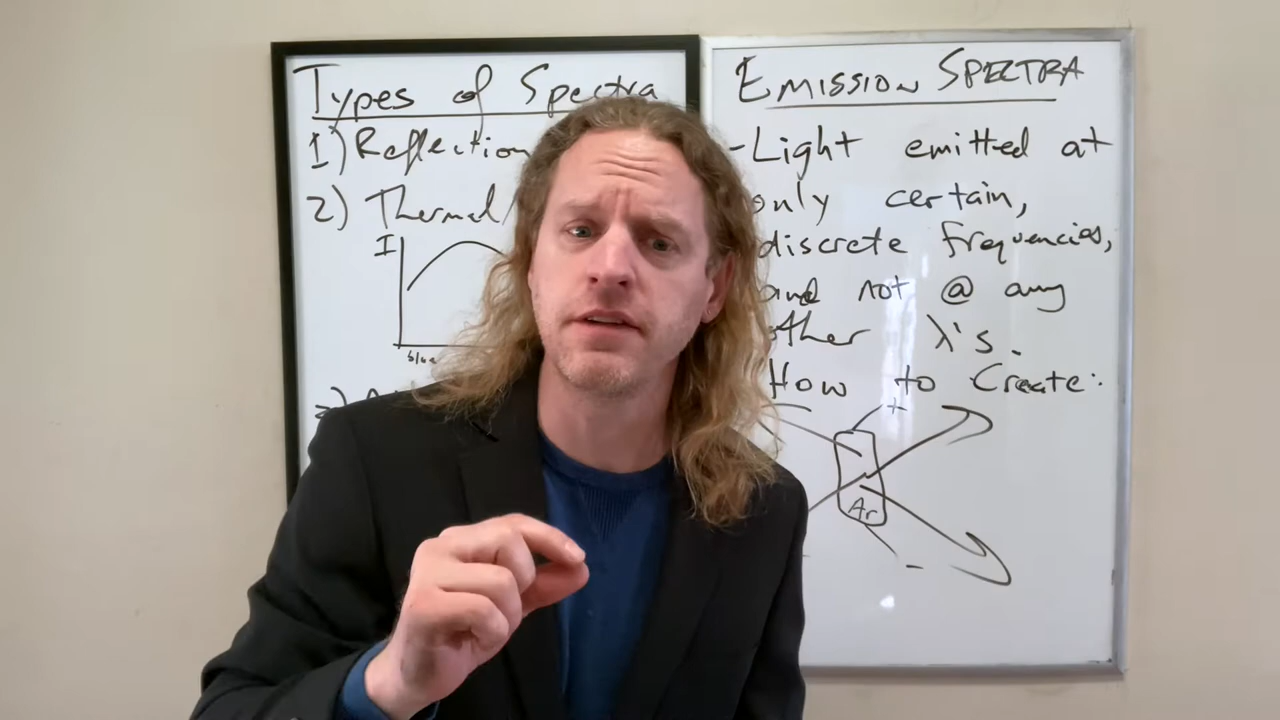 Types of Spectra
1) Reflection
2) Thermal
I
blue
EMISSION SPECTRA
-Light emitted at
only certain,
discrete frequencies,
and not @ any
other λ's.
How to Create:
+
Ar
-